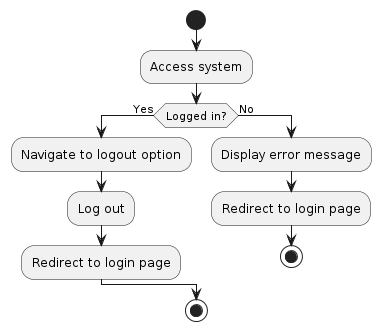 Access system
Yes
Logged in?
No
Navigate to logout option
Display error message
Log out
Redirect to login page
Redirect to login page